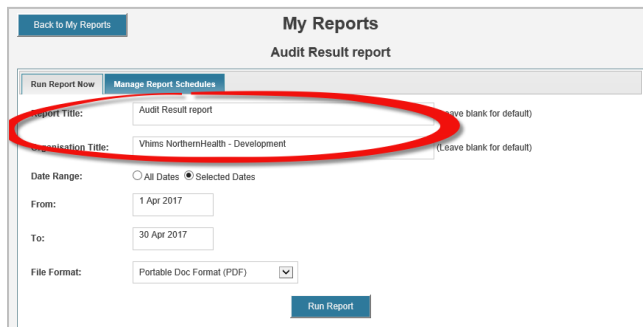 Back to My Reports
My Reports
Audit Result report
Run Report Now Manage Report Schedules
Report Title: Audit Result report (Leave blank for default)
Organisation Title: Vhims NorthernHealth - Development (Leave blank for default)
Date Range: All Dates Selected Dates
From: 1 Apr 2017
To: 30 Apr 2017
File Format: Portable Doc Format (PDF)
Run Report